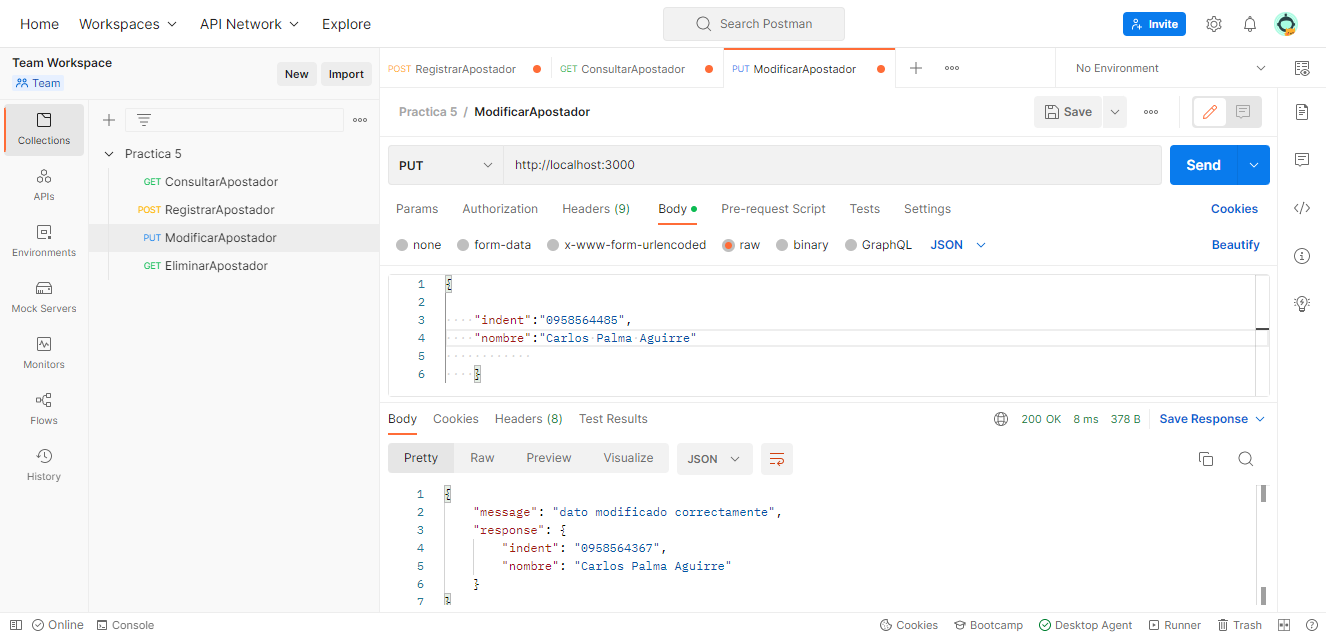 Home Workspaces API Network Explore Search Postman Invite
Team Workspace
Team
New Import
POST RegistrarApostador GET ConsultarApostador PUT ModificarApostador No Environment
Practica 5 / ModificarApostador Save
Collections
APIs
Environments
Mock Servers
Monitors
Flows
History
Practica 5
GET ConsultarApostador
POST RegistrarApostador
PUT ModificarApostador
GET EliminarApostador
PUT http://localhost:3000 Send
Params Authorization Headers (9) Body Pre-request Script Tests Settings Cookies
none form-data x-www-form-urlencoded raw binary GraphQL JSON Beautify
1 {
2
3 "indent":"0958564485",
4 "nombre":"Carlos Palma Aguirre"
5
6 }
Body Cookies Headers (8) Test Results 200 OK 8 ms 378 B Save Response
Pretty Raw Preview Visualize JSON
1 {
2 "message": "dato modificado correctamente",
3 "response": {
4 "indent": "0958564367",
5 "nombre": "Carlos Palma Aguirre"
6 }
7 }
Online Console Cookies Bootcamp Desktop Agent Runner Trash